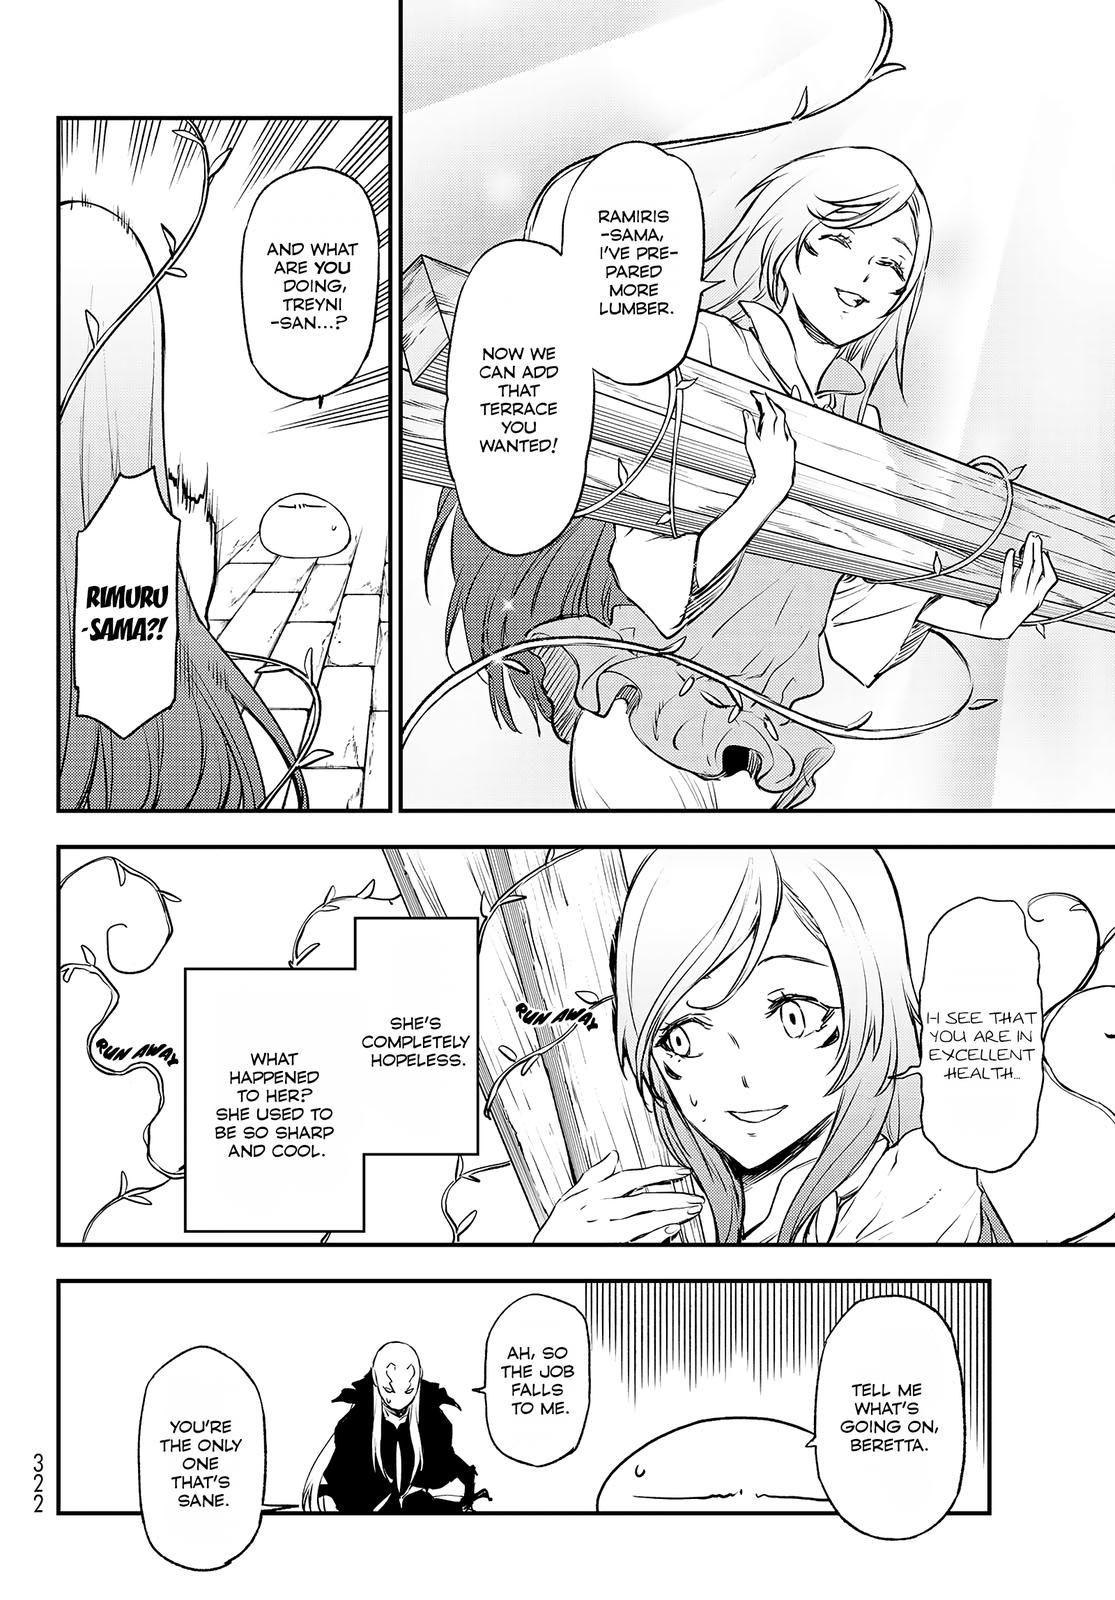 RAMIRIS
-SAMA,
I'VE PRE-
PARED
MORE
LUMBER.
NOW WE
CAN ADD
THAT
TERRACE
YOU
WANTED!
AND WHAT
ARE YOU
DOING,
TREYNI
-SAN...?
RIMURU
-SAMA?!
I-I SEE THAT
YOU ARE IN
EXCELLENT
HEALTH...
RUN AWAY
SHE'S
COMPLETELY
HOPELESS.
WHAT
HAPPENED
TO HER?
SHE USED TO
BE SO SHARP
AND COOL.
RUN AWAY
TELL ME
WHAT'S
GOING ON,
BERETTA.
AH, SO
THE JOB
FALLS
TO ME.
YOU'RE
THE ONLY
ONE
THAT'S
SANE.
322